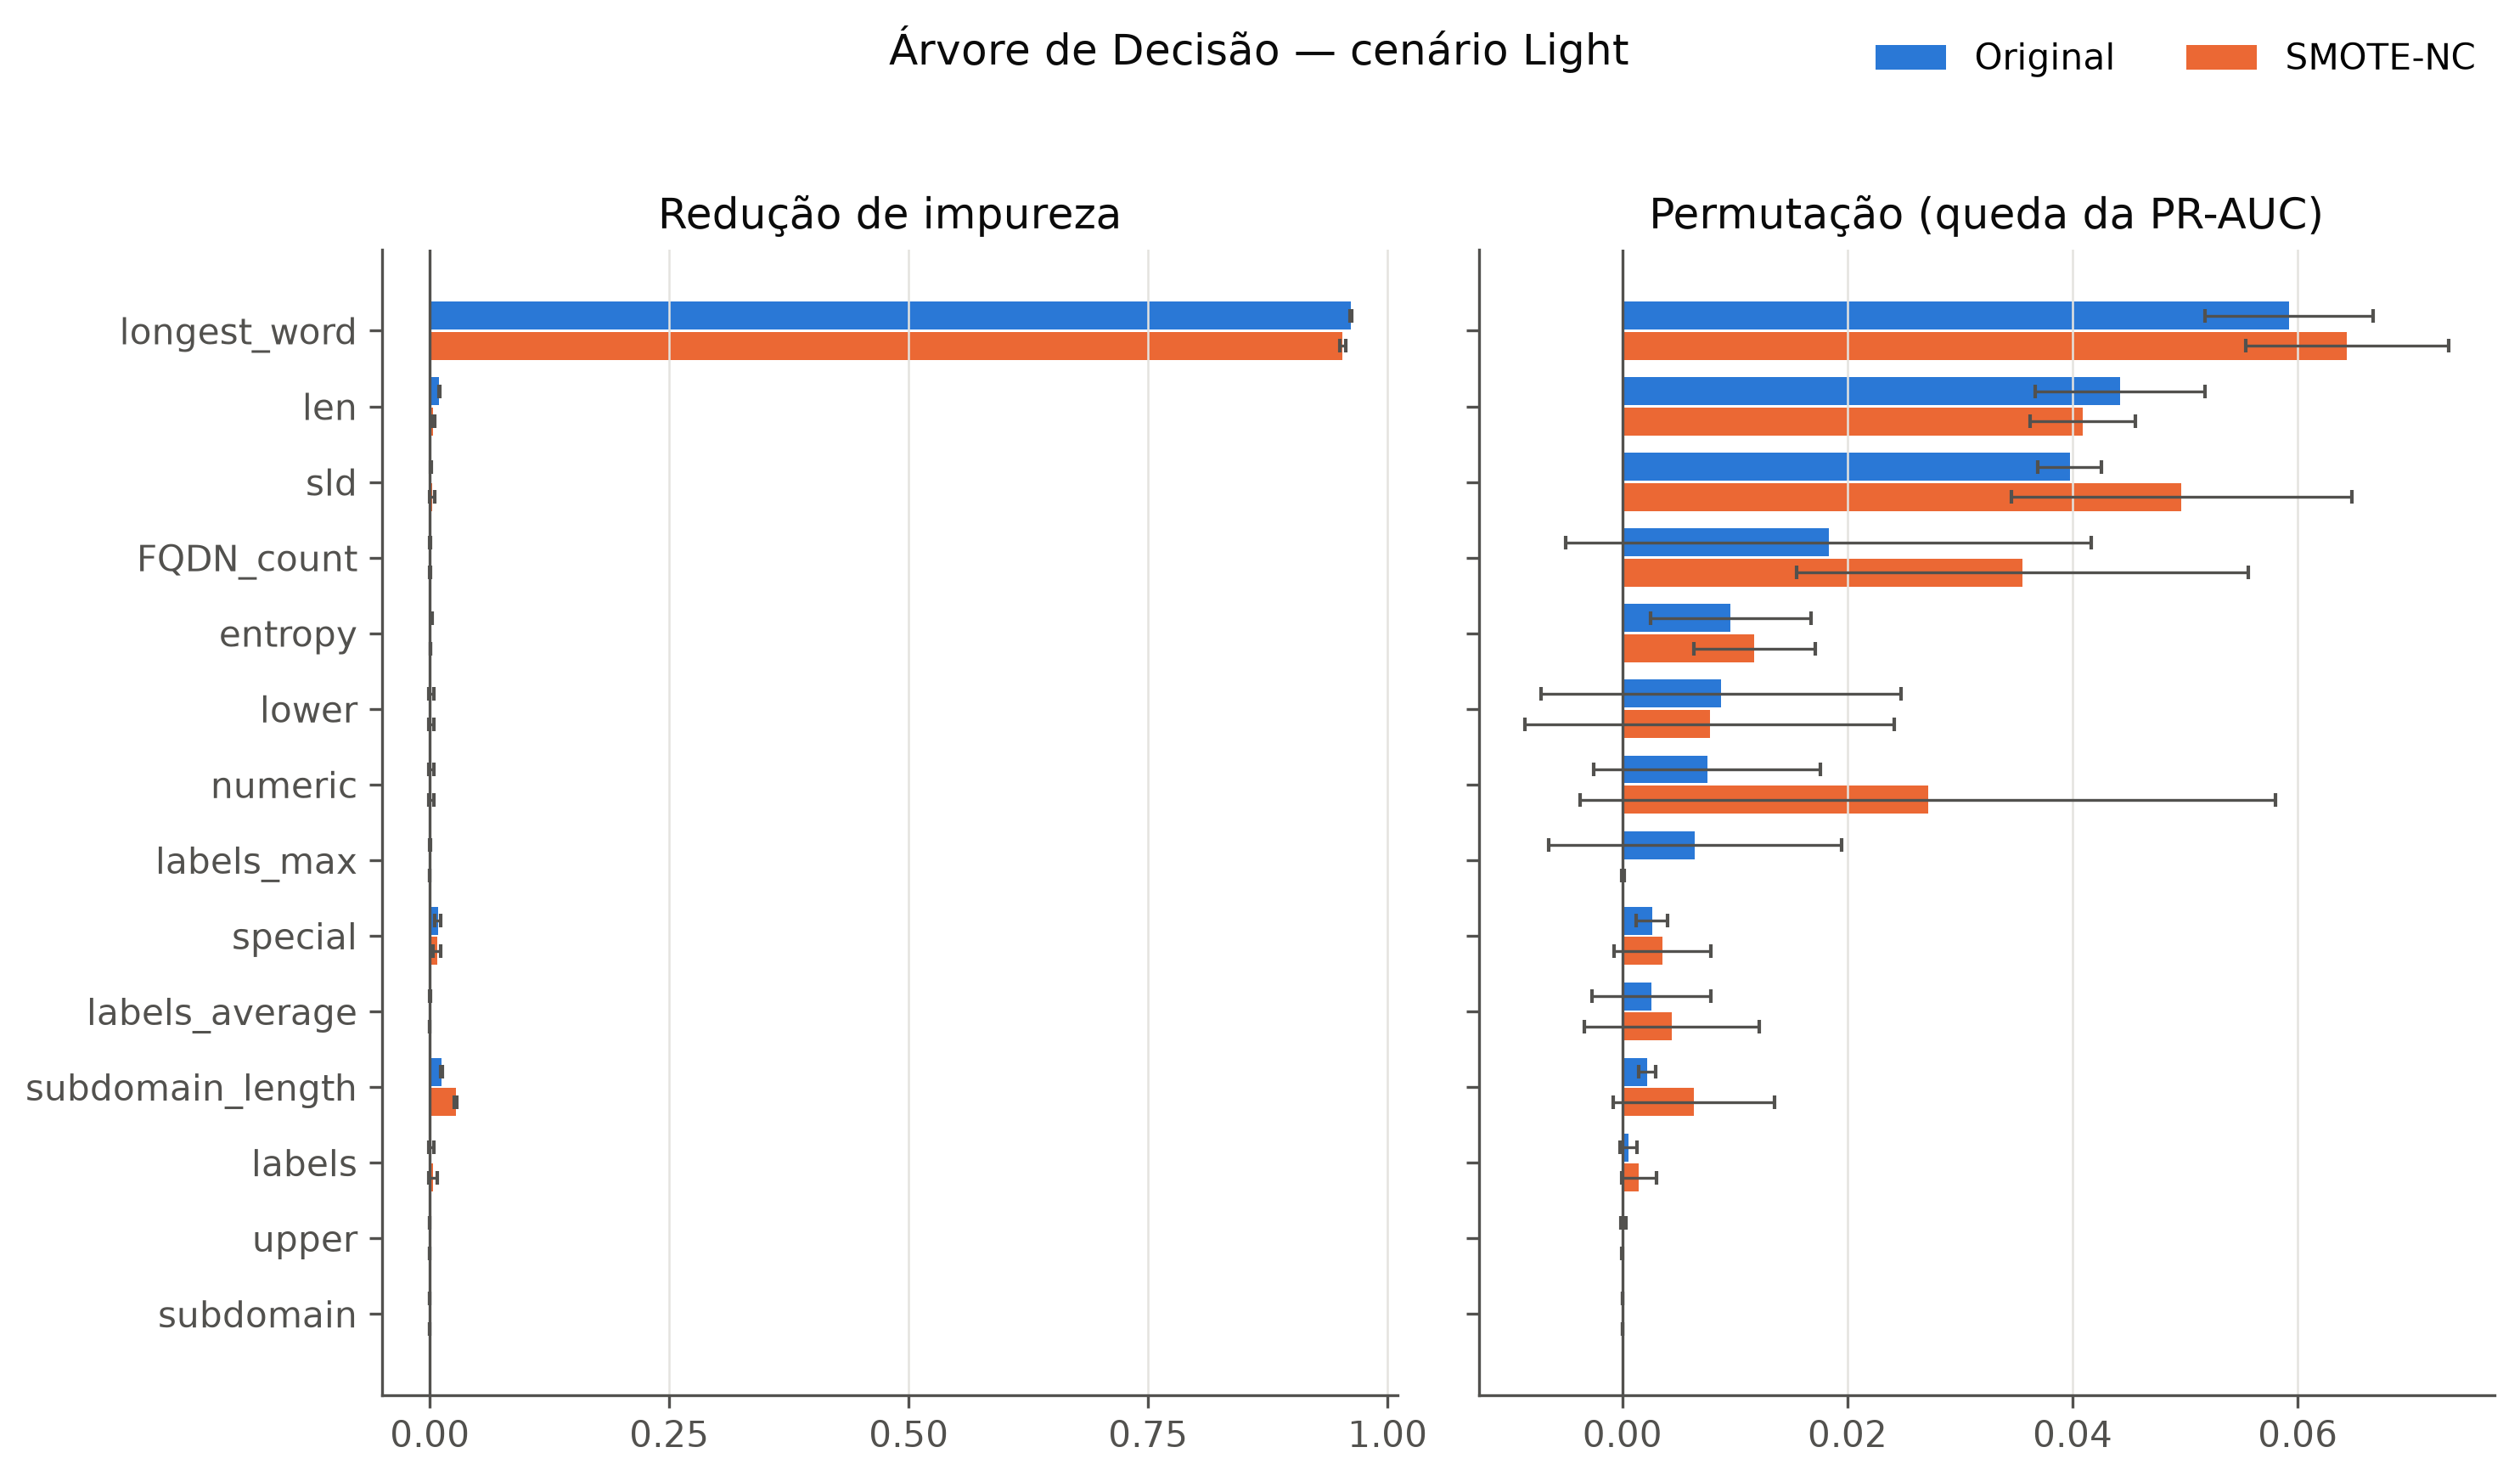 Árvore de Decisão — cenário Light
Original
SMOTE-NC
Redução de impureza
Permutação (queda da PR-AUC)
longest_word
len
sld
FQDN_count
entropy
lower
numeric
labels_max
special
labels_average
subdomain_length
labels
upper
subdomain
0.00 0.25 0.50 0.75 1.00
0.00 0.02 0.04 0.06